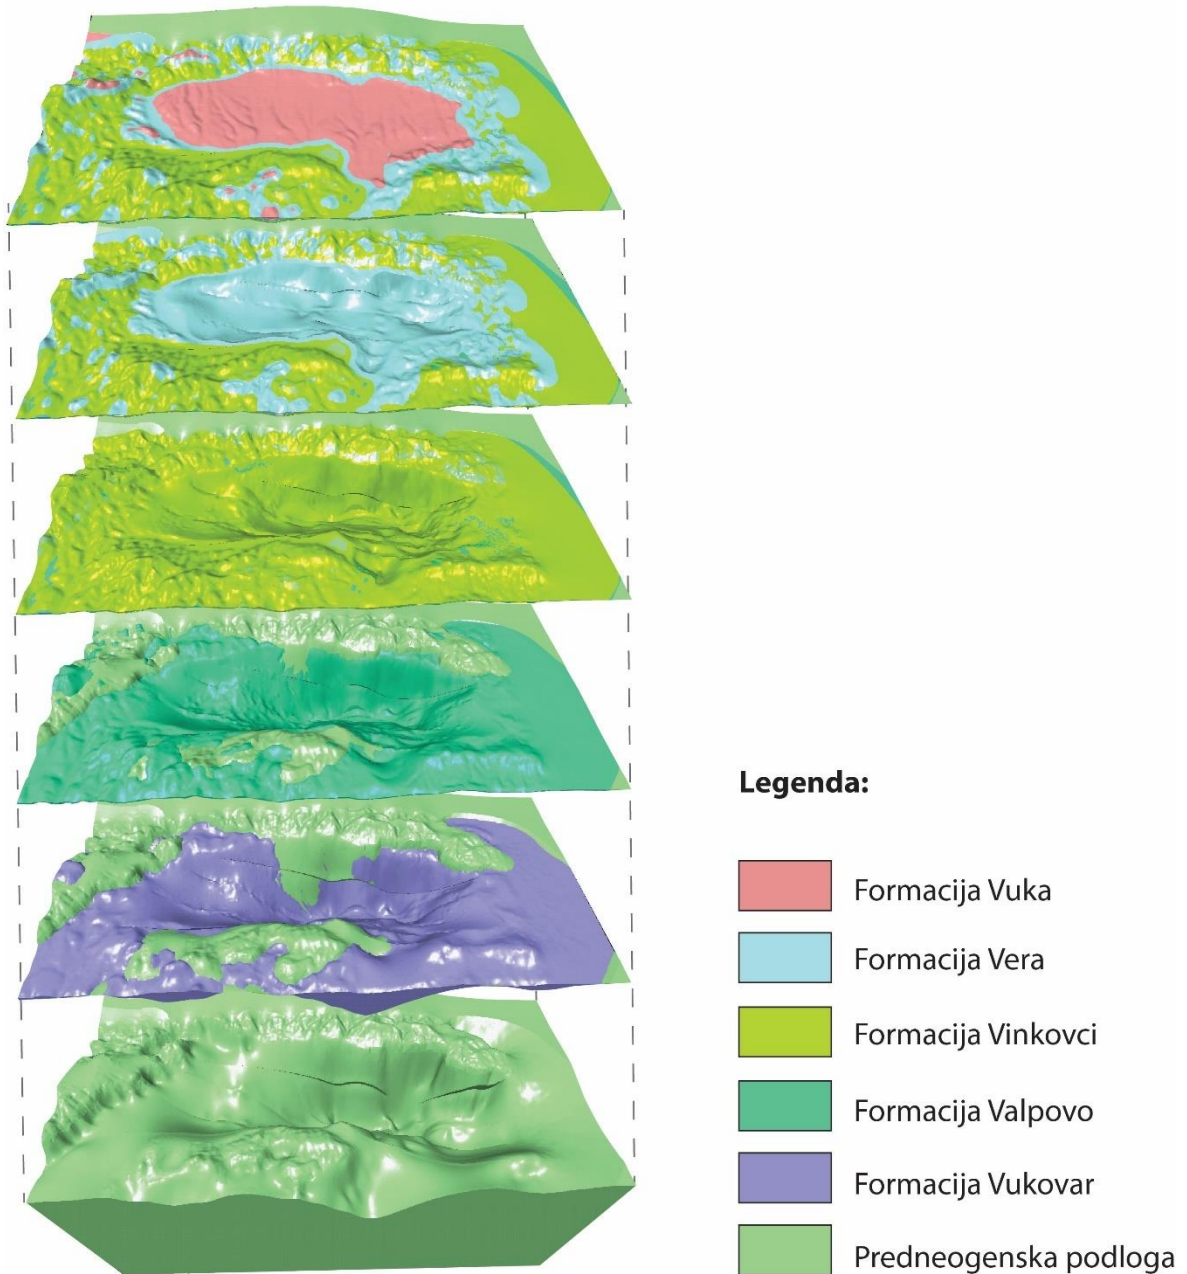 Legenda:
Formacija Vuka
Formacija Vera
Formacija Vinkovci
Formacija Valpovo
Formacija Vukovar
Predneogenska podloga